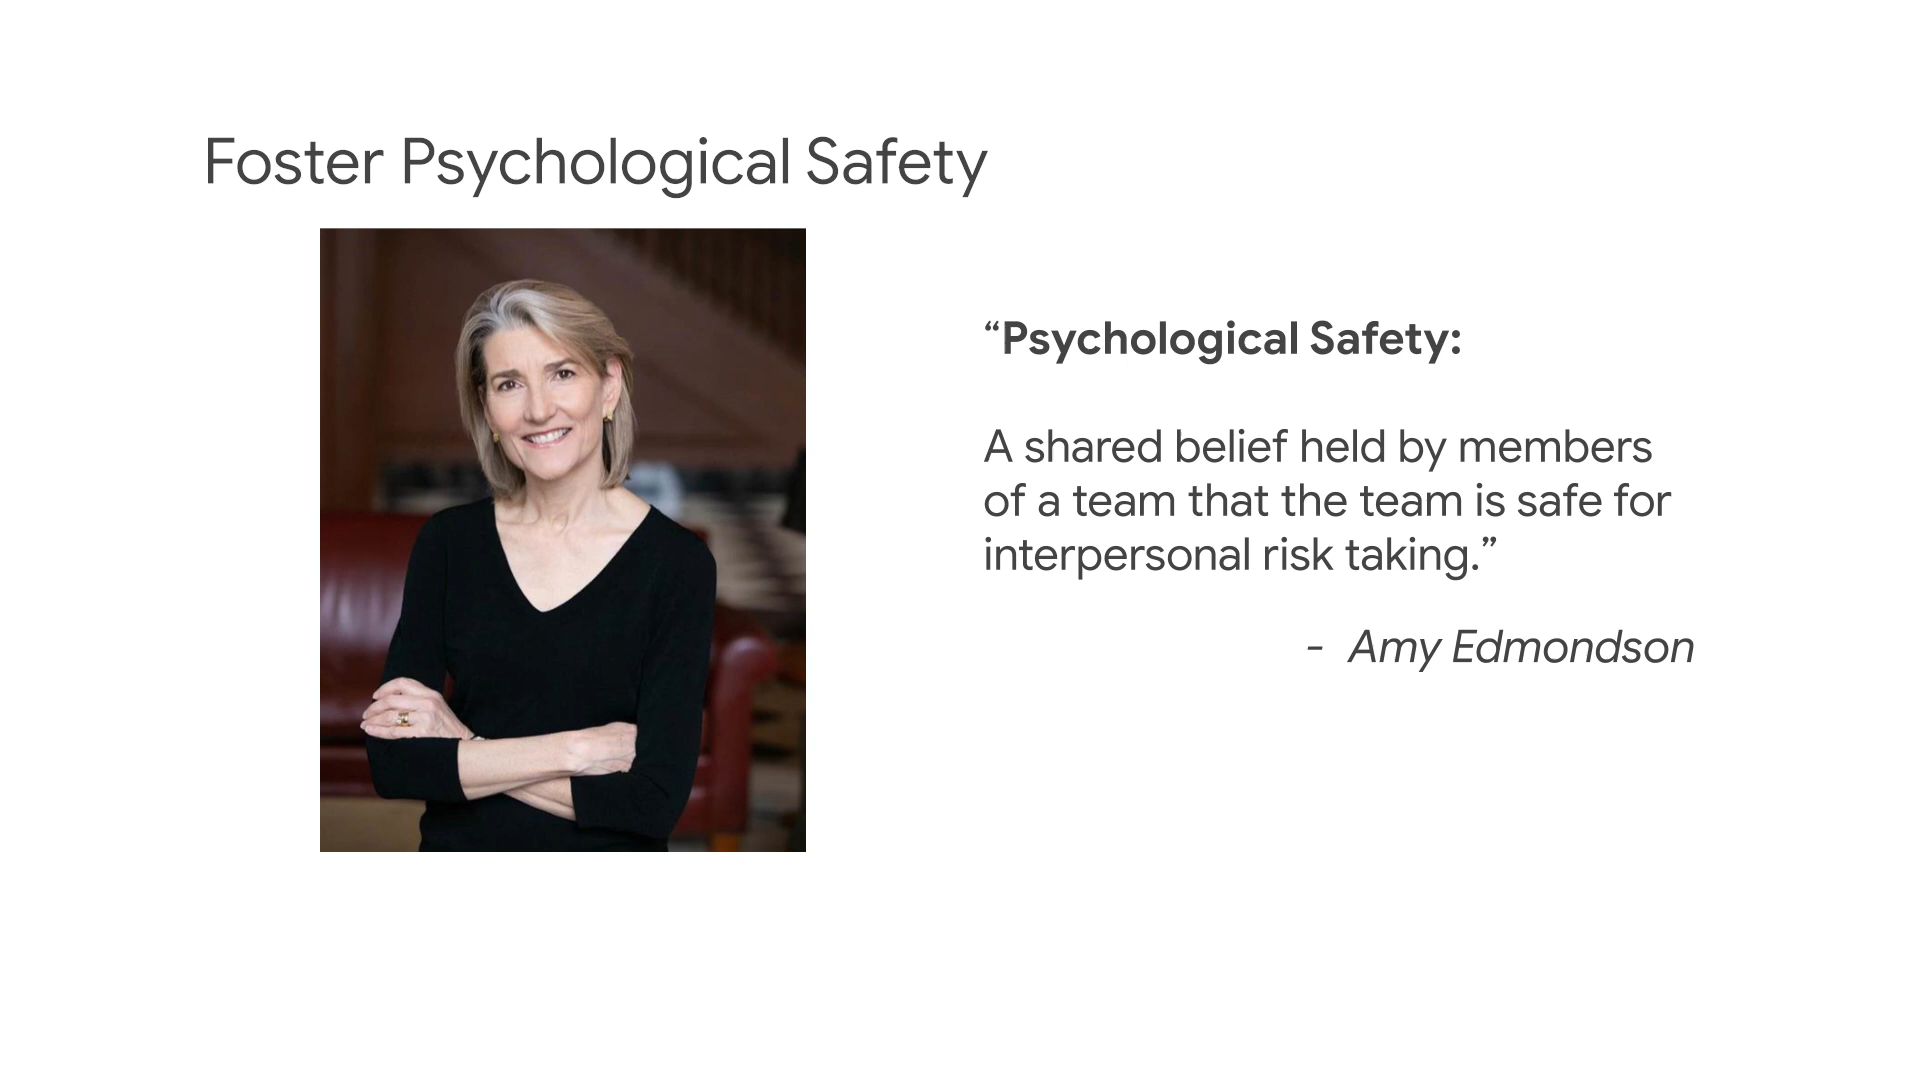 Foster Psychological Safety
“Psychological Safety:
A shared belief held by members
of a team that the team is safe for
interpersonal risk taking.”
- Amy Edmondson